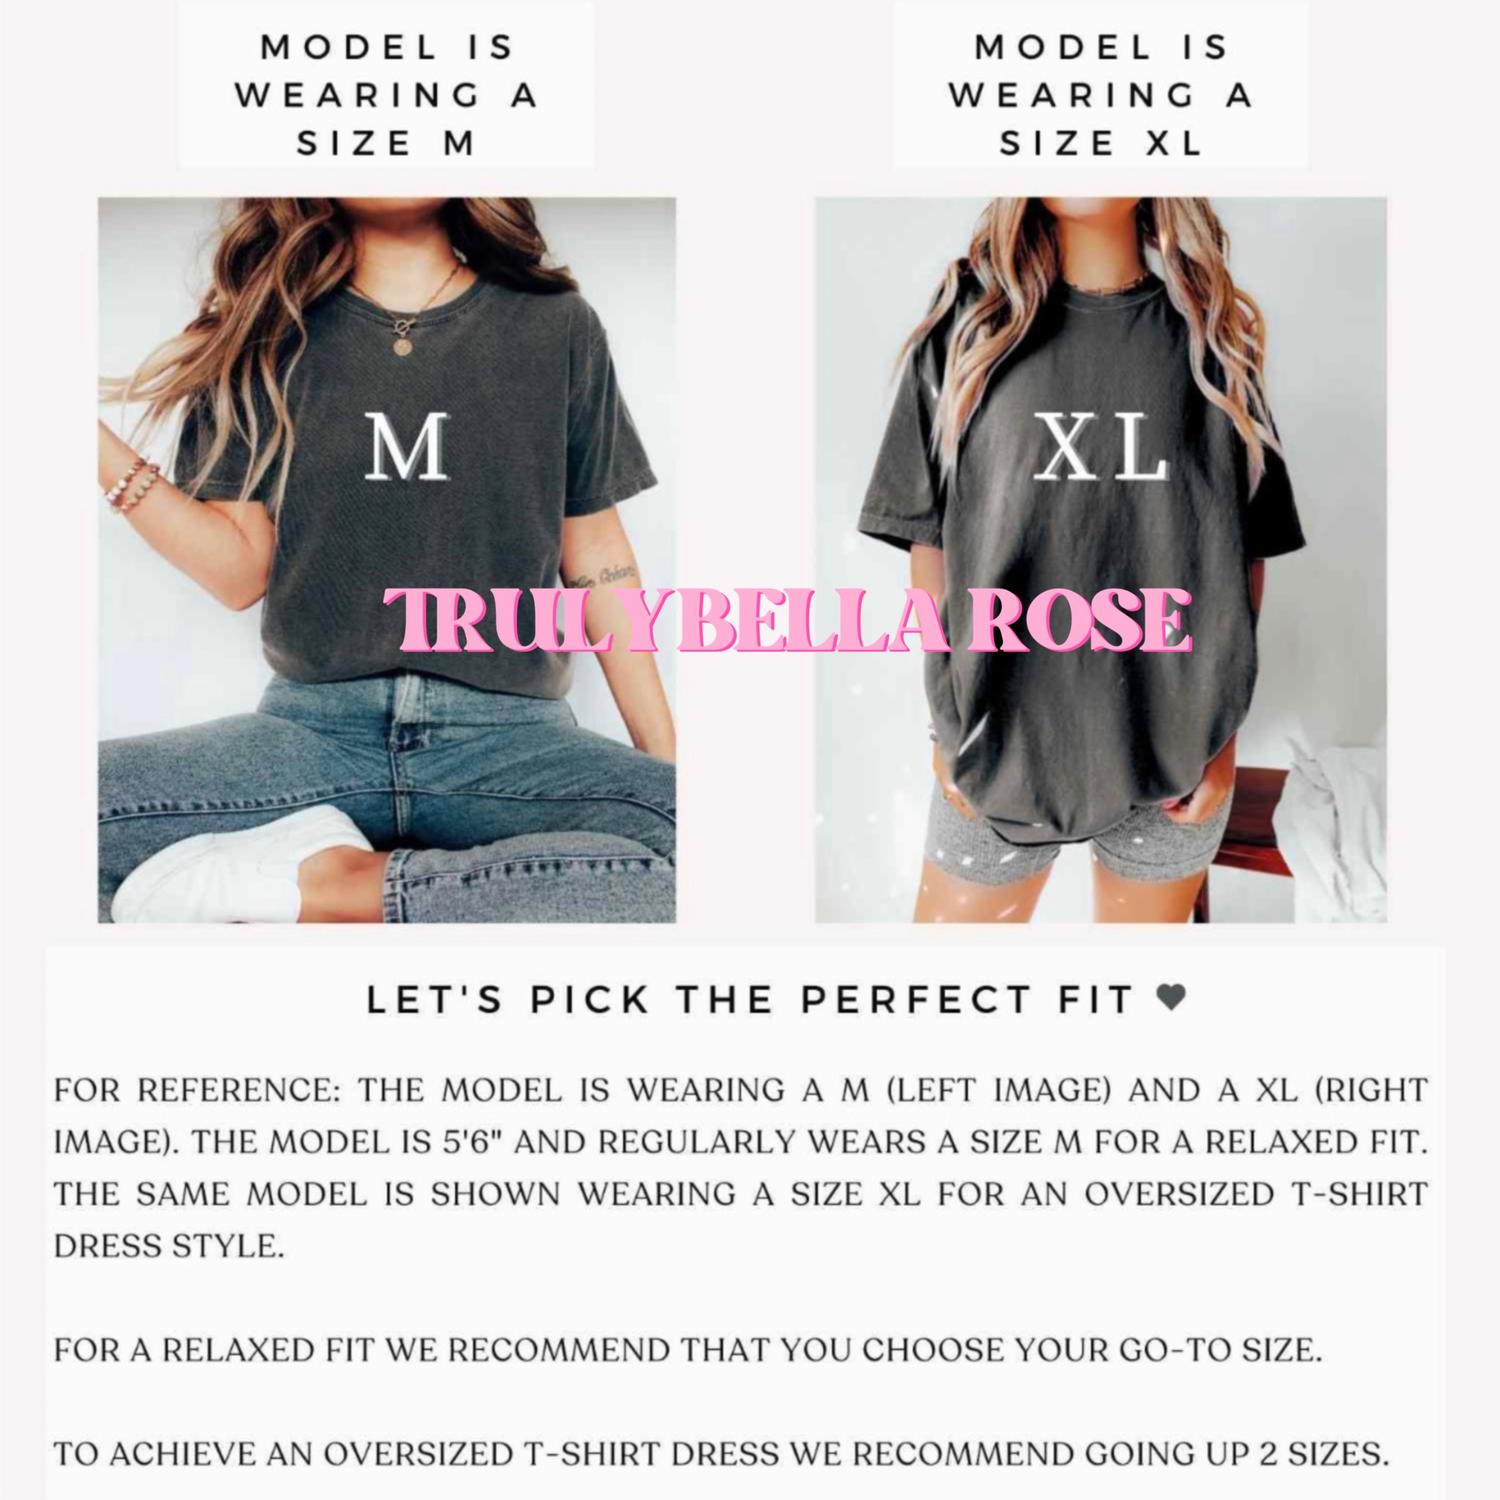 MODEL IS
WEARING A
SIZE M
MODEL IS
WEARING A
SIZE XL
M
XL
TRULYBELLA ROSE
LET'S PICK THE PERFECT FIT ♥
FOR REFERENCE: THE MODEL IS WEARING A M (LEFT IMAGE) AND A XL (RIGHT
IMAGE). THE MODEL IS 5'6" AND REGULARLY WEARS A SIZE M FOR A RELAXED FIT.
THE SAME MODEL IS SHOWN WEARING A SIZE XL FOR AN OVERSIZED T-SHIRT
DRESS STYLE.
FOR A RELAXED FIT WE RECOMMEND THAT YOU CHOOSE YOUR GO-TO SIZE.
TO ACHIEVE AN OVERSIZED T-SHIRT DRESS WE RECOMMEND GOING UP 2 SIZES.